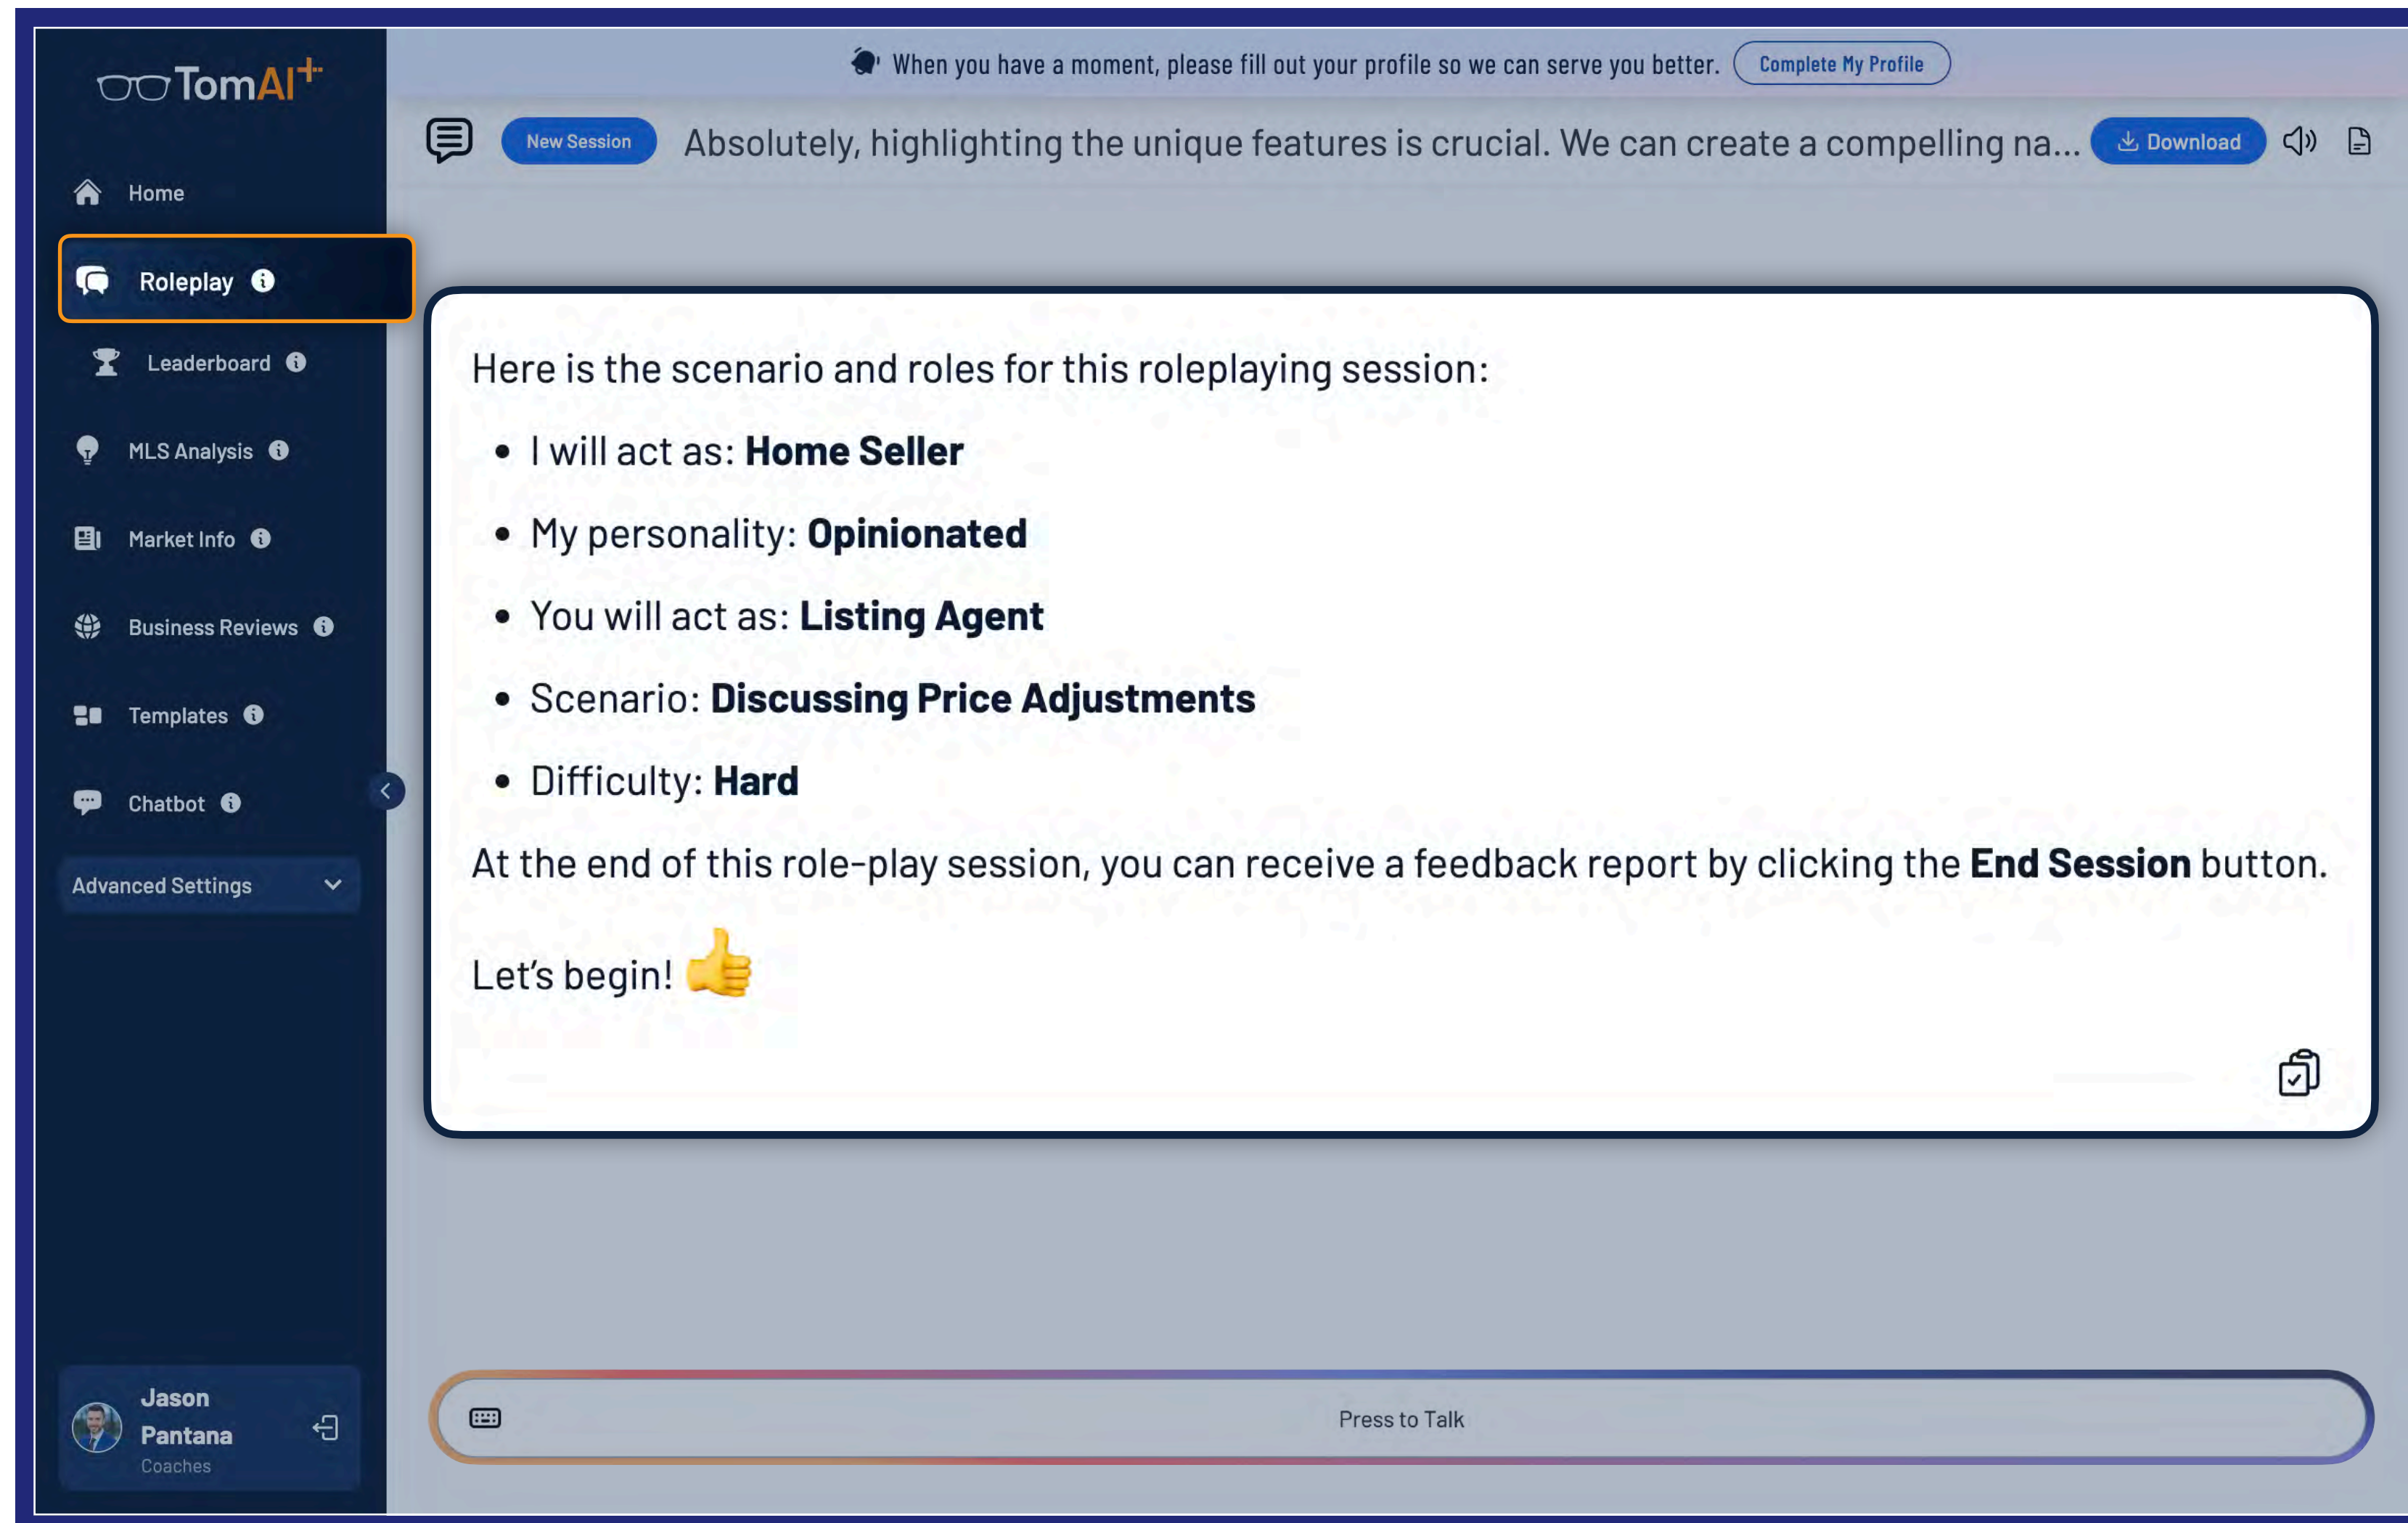 TomAI+
When you have a moment, please fill out your profile so we can serve you better. Complete My Profile
New Session Absolutely, highlighting the unique features is crucial. We can create a compelling na... Download
Home
Roleplay
Leaderboard
MLS Analysis
Market Info
Business Reviews
Templates
Chatbot
Advanced Settings
Here is the scenario and roles for this roleplaying session:
• I will act as: Home Seller
• My personality: Opinionated
• You will act as: Listing Agent
• Scenario: Discussing Price Adjustments
• Difficulty: Hard
At the end of this role-play session, you can receive a feedback report by clicking the End Session button.
Let's begin! 👍
Jason
Pantana
Coaches
Press to Talk